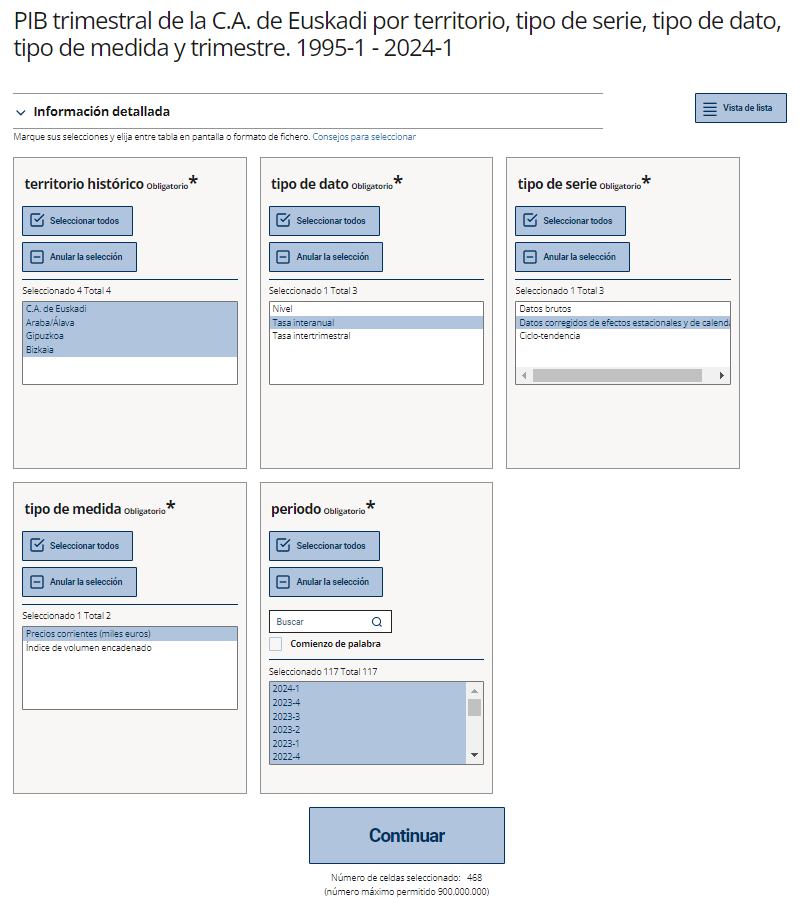 PIB trimestral de la C.A. de Euskadi por territorio, tipo de serie, tipo de dato,
tipo de medida y trimestre. 1995-1 - 2024-1
Información detallada
Vista de lista
Marque sus selecciones y elija entre tabla en pantalla o formato de fichero. Consejos para seleccionar
territorio histórico Obligatorio*
Seleccionar todos
Anular la selección
Seleccionado 4 Total 4
C.A. de Euskadi
Araba/Álava
Gipuzkoa
Bizkaia
tipo de dato Obligatorio*
Seleccionar todos
Anular la selección
Seleccionado 1 Total 3
Nivel
Tasa interanual
Tasa intertrimestral
tipo de serie Obligatorio*
Seleccionar todos
Anular la selección
Seleccionado 1 Total 3
Datos brutos
Datos corregidos de efectos estacionales y de calenda
Ciclo-tendencia
tipo de medida Obligatorio*
Seleccionar todos
Anular la selección
Seleccionado 1 Total 2
Precios corrientes (miles euros)
Índice de volumen encadenado
periodo Obligatorio*
Seleccionar todos
Anular la selección
Buscar
Comienzo de palabra
Seleccionado 117 Total 117
2024-1
2023-4
2023-3
2023-2
2023-1
2022-4
Continuar
Número de celdas seleccionado: 468
(número máximo permitido 900.000.000)